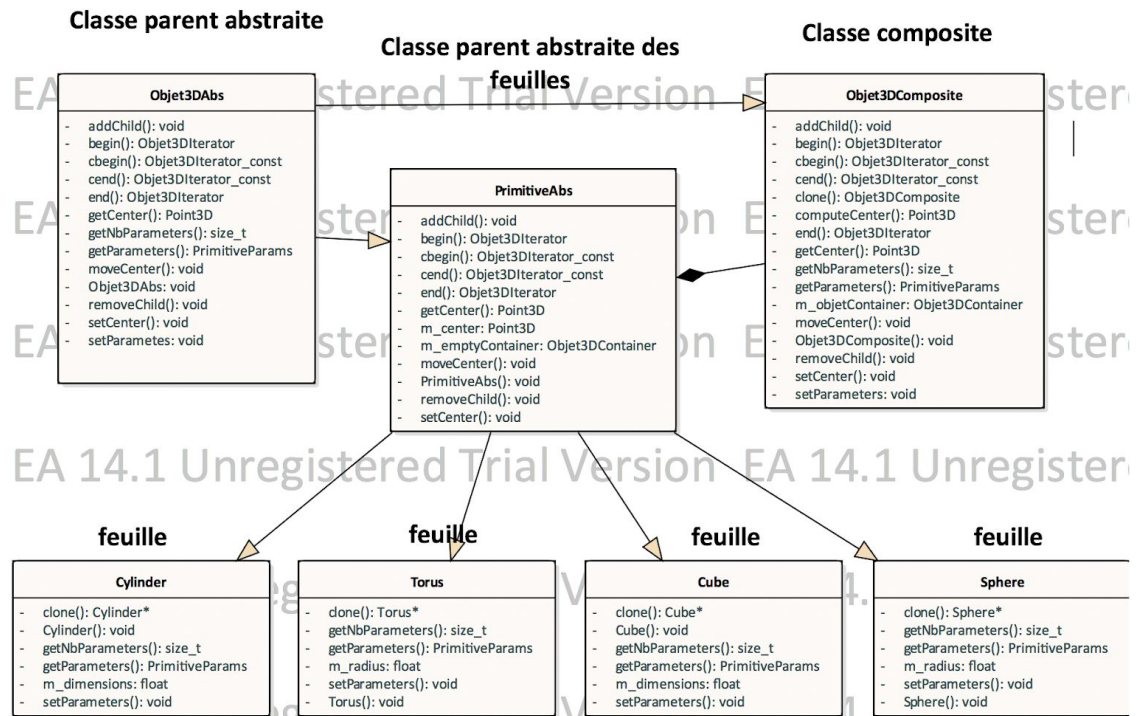 Classe parent abstraite
Classe parent abstraite des
feuilles
Classe composite
Objet3DAbs
- addChild(): void
- begin(): Objet3DIterator
- cbegin(): Objet3DIterator_const
- cend(): Objet3DIterator_const
- end(): Objet3DIterator
- getCenter(): Point3D
- getNbParameters(): size_t
- getParameters(): PrimitiveParams
- moveCenter(): void
- Objet3DAbs: void
- removeChild(): void
- setCenter(): void
- setParametes: void
PrimitiveAbs
- addChild(): void
- begin(): Objet3DIterator
- cbegin(): Objet3DIterator_const
- cend(): Objet3DIterator_const
- end(): Objet3DIterator
- getCenter(): Point3D
- m_center: Point3D
- m_emptyContainer: Objet3DContainer
- moveCenter(): void
- PrimitiveAbs(): void
- removeChild(): void
- setCenter(): void
Objet3DComposite
- addChild(): void
- begin(): Objet3DIterator
- cbegin(): Objet3DIterator_const
- cend(): Objet3DIterator_const
- clone(): Objet3DComposite
- computeCenter(): Point3D
- end(): Objet3DIterator
- getCenter(): Point3D
- getNbParameters(): size_t
- getParameters(): PrimitiveParams
- m_objetContainer: Objet3DContainer
- moveCenter(): void
- Objet3DComposite(): void
- removeChild(): void
- setCenter(): void
- setParameters: void
EA 14.1 Unregistered Trial Version EA 14.1 Unregistere
feuille
feuille
feuille
feuille
Cylinder
- clone(): Cylinder*
- Cylinder(): void
- getNbParameters(): size_t
- getParameters(): PrimitiveParams
- m_dimensions: float
- setParameters(): void
Torus
- clone(): Torus*
- getNbParameters(): size_t
- getParameters(): PrimitiveParams
- m_radius: float
- setParameters(): void
- Torus(): void
Cube
- clone(): Cube*
- Cube(): void
- getNbParameters(): size_t
- getParameters(): PrimitiveParams
- m_dimensions: float
- setParameters(): void
Sphere
- clone(): Sphere*
- getNbParameters(): size_t
- getParameters(): PrimitiveParams
- m_radius: float
- setParameters(): void
- Sphere(): void